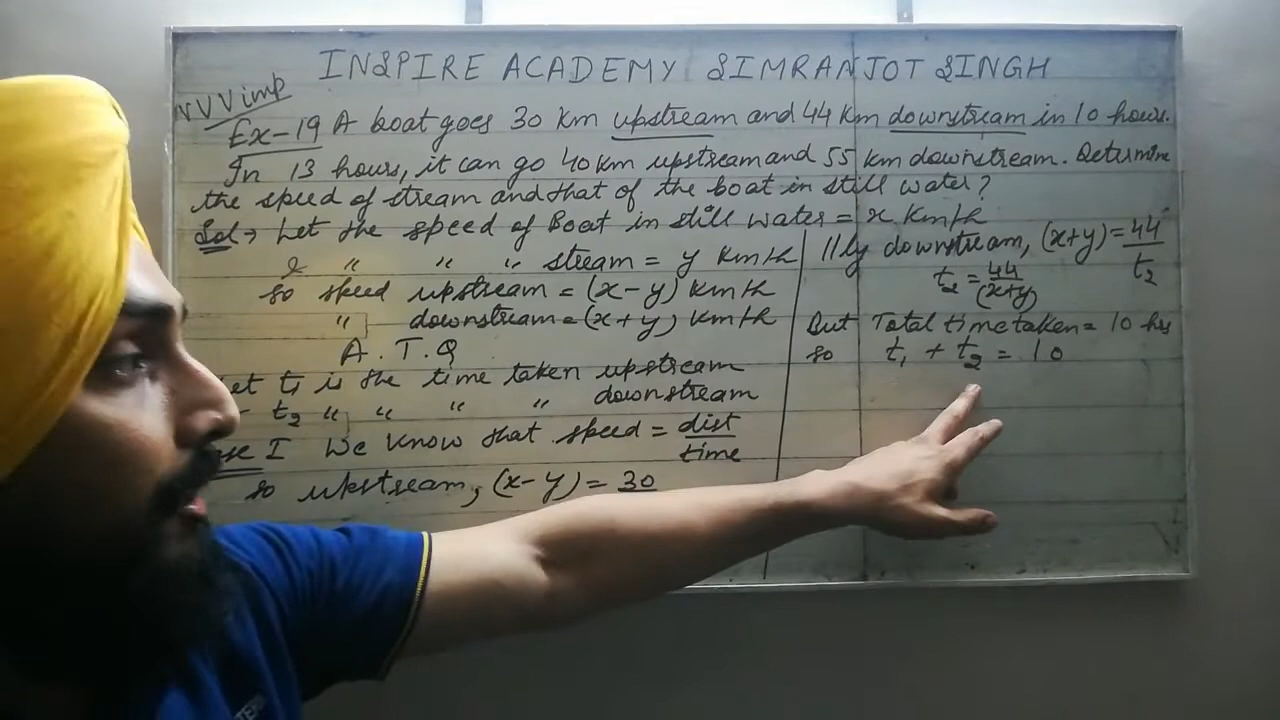 INSPIRE ACADEMY SIMRANJOT SINGH
VVV imp
Ex-19 A boat goes 30 km upstream and 44 km downstream in 10 hours.
In 13 hours, it can go 40 km upstream and 55 km downstream. Determine
the speed of stream and that of the boat in still water?
Sol → Let the speed of Boat in still water = x km/h
& " " " stream = y km/h
so speed upstream = (x-y) km/h
" downstream = (x+y) km/h
A.T.Q
et t₁ is the time taken upstream
t₂ " " " " downstream
se I We know that speed = dist/time
so upstream, (x-y) = 30
||ly downstream, (x+y) = 44/t₂
t₂ = 44/(x+y)
But Total time taken = 10 hrs
so t₁ + t₂ = 10